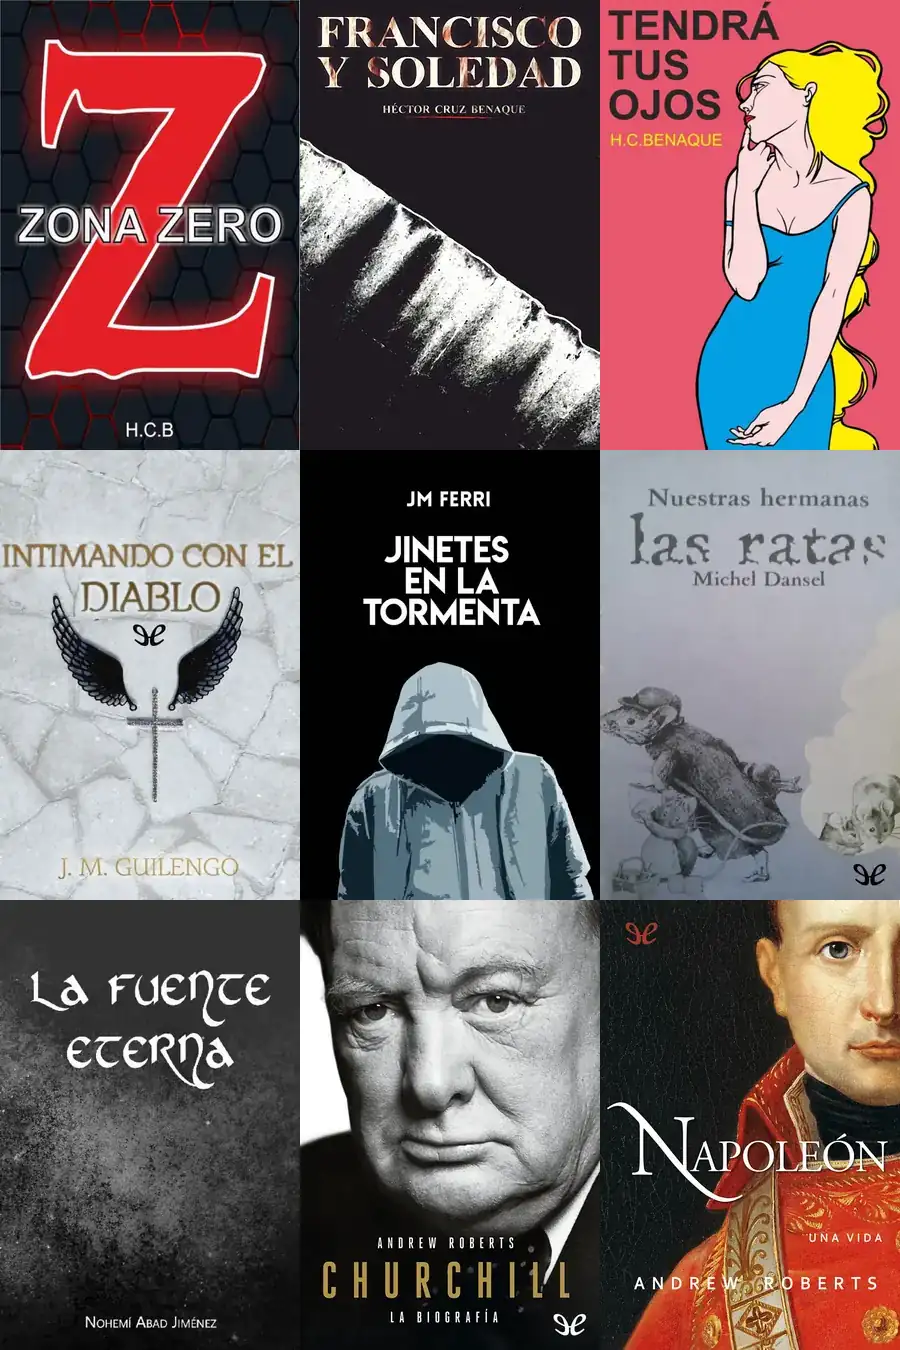 Z
ZONA ZERO
H.C.B
FRANCISCO
Y SOLEDAD
HÉCTOR CRUZ BENAQUE
TENDRÁ
TUS
OJOS
H.C.BENAQUE
INTIMANDO CON EL
DIABLO
J. M. GUILENGO
JM FERRI
JINETES
EN LA
TORMENTA
Nuestras hermanas
las ratas
Michel Dansel
La fuente
eterna
Nohemí Abad Jiménez
ANDREW ROBERTS
CHURCHILL
LA BIOGRAFÍA
NAPOLEÓN
UNA VIDA
ANDREW ROBERTS